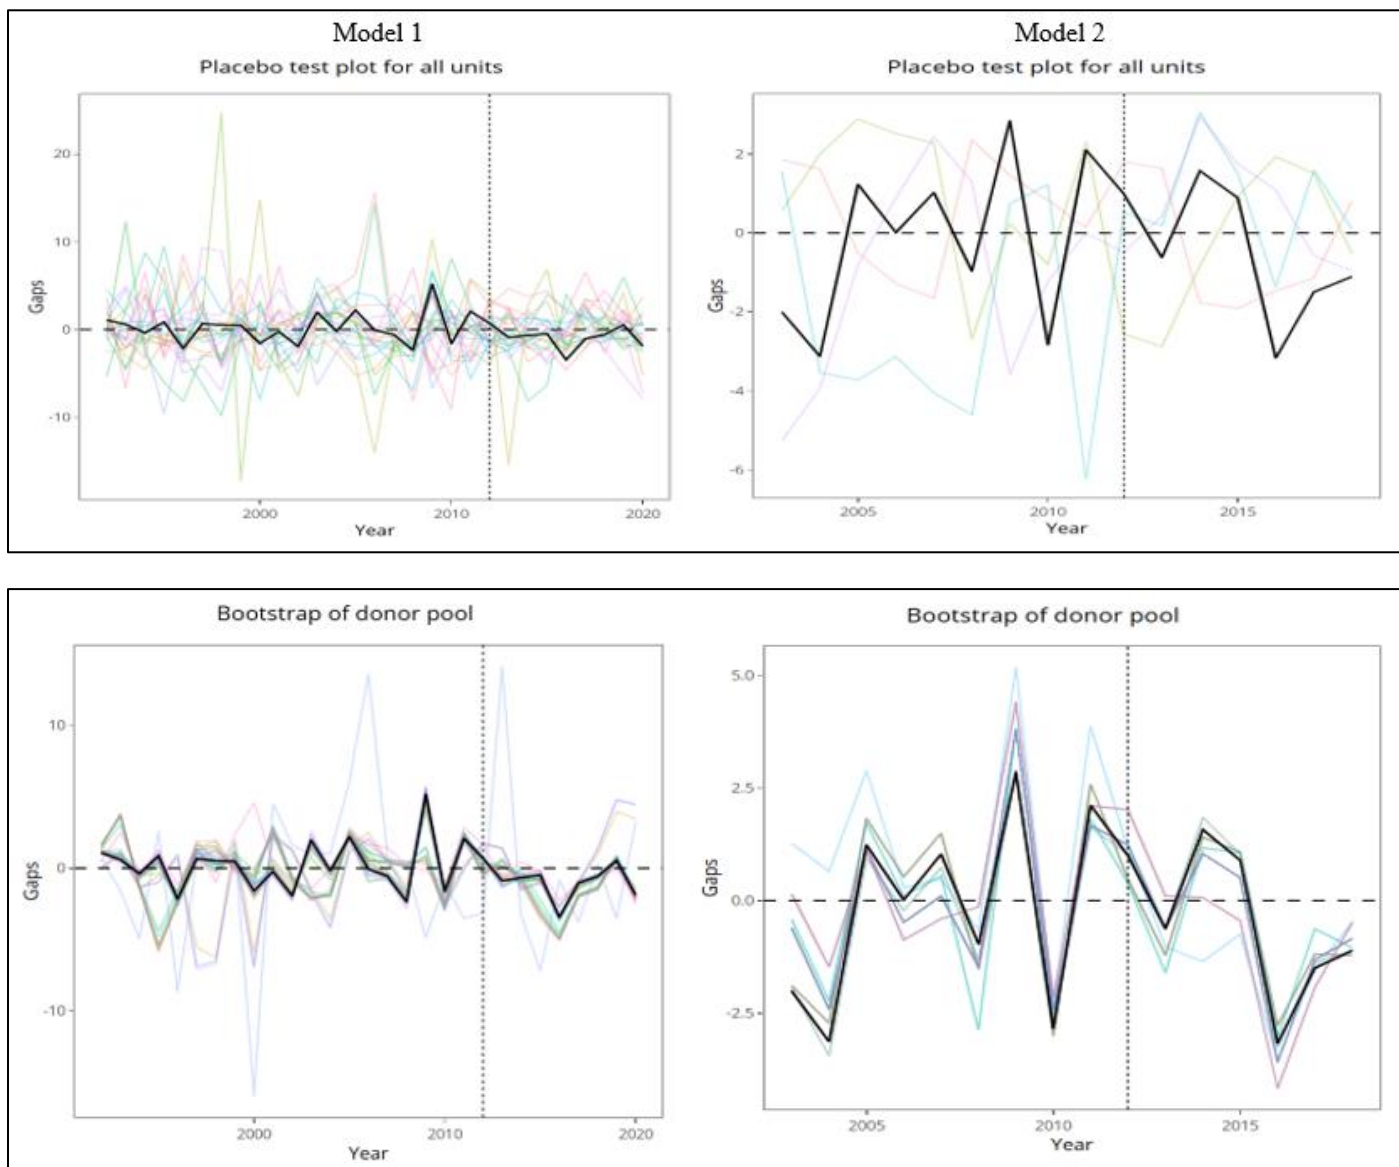 Model 1
Placebo test plot for all units
20
10
0
-10
Gaps
2000
2010
2020
Year
Model 2
Placebo test plot for all units
2
0
-2
-4
-6
Gaps
2005
2010
2015
Year
Bootstrap of donor pool
10
0
-10
Gaps
2000
2010
2020
Year
Bootstrap of donor pool
5.0
2.5
0.0
-2.5
Gaps
2005
2010
2015
Year